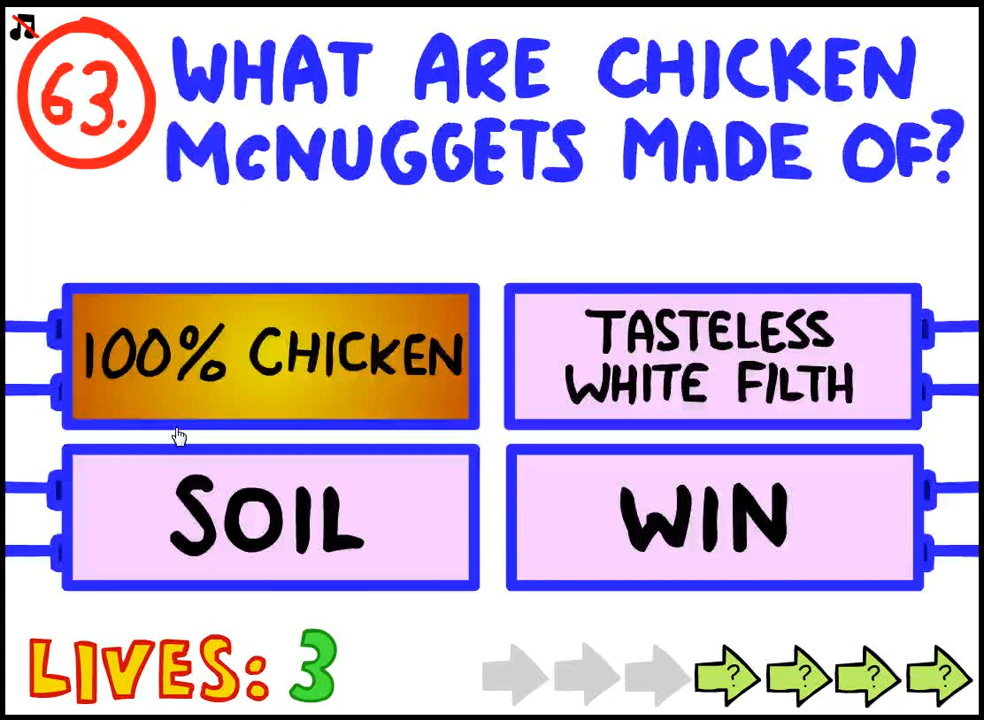 63.
WHAT ARE CHICKEN
McNUGGETS MADE OF?
100% CHICKEN
TASTELESS
WHITE FILTH
SOIL
WIN
LIVES: 3
? ? ? ?